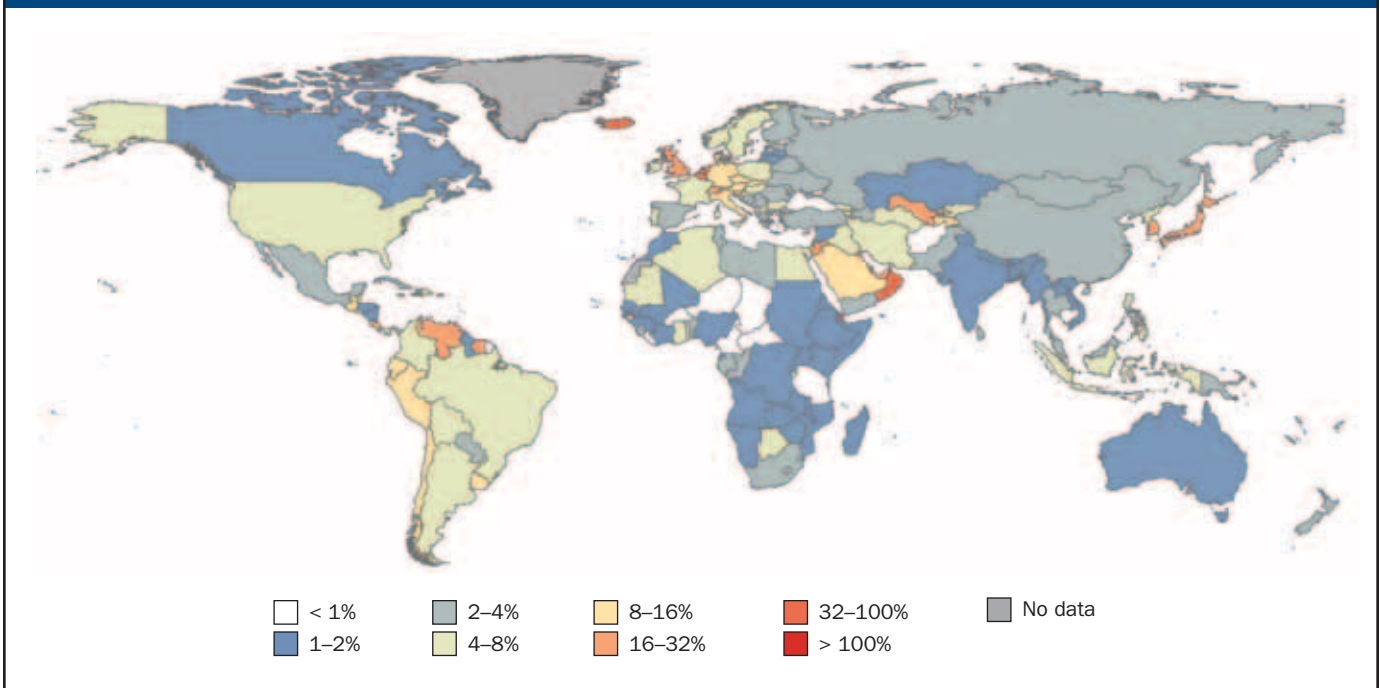 < 1% 2–4% 8–16% 32–100% No data
1–2% 4–8% 16–32% > 100%